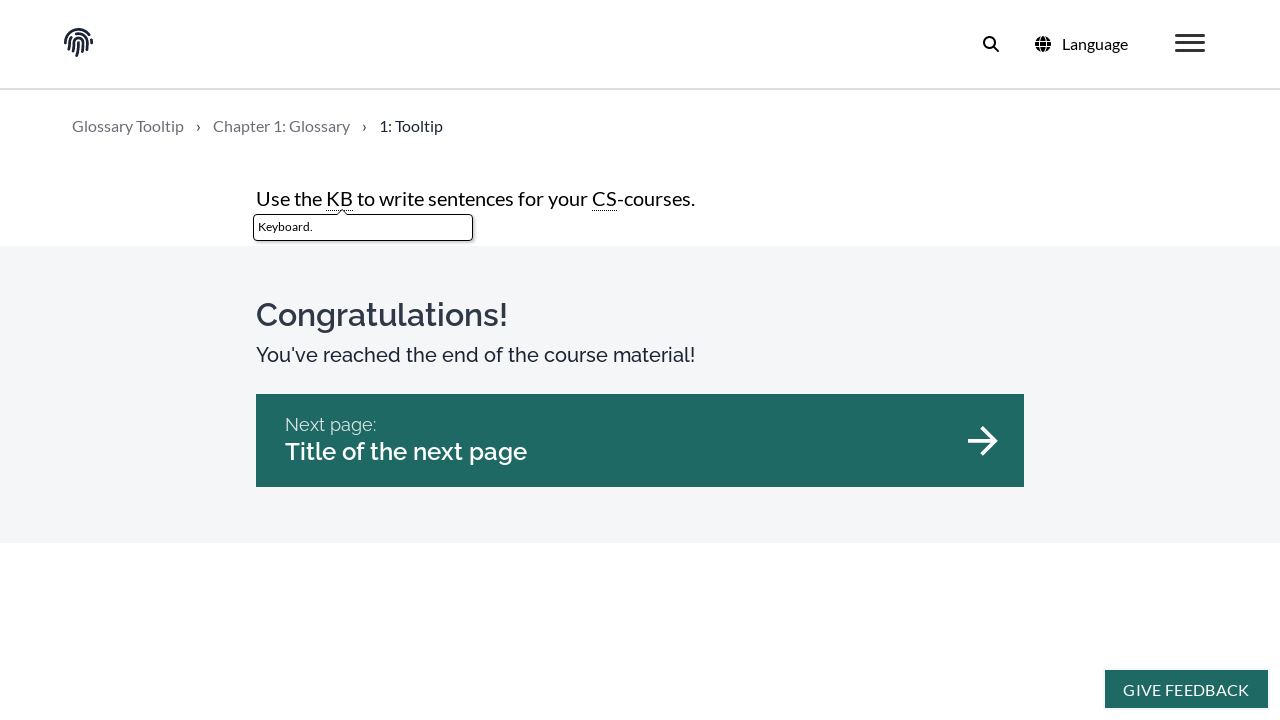 Language
Glossary Tooltip › Chapter 1: Glossary › 1: Tooltip
Use the KB to write sentences for your CS-courses.
Keyboard.
Congratulations!
You've reached the end of the course material!
Next page:
Title of the next page
GIVE FEEDBACK